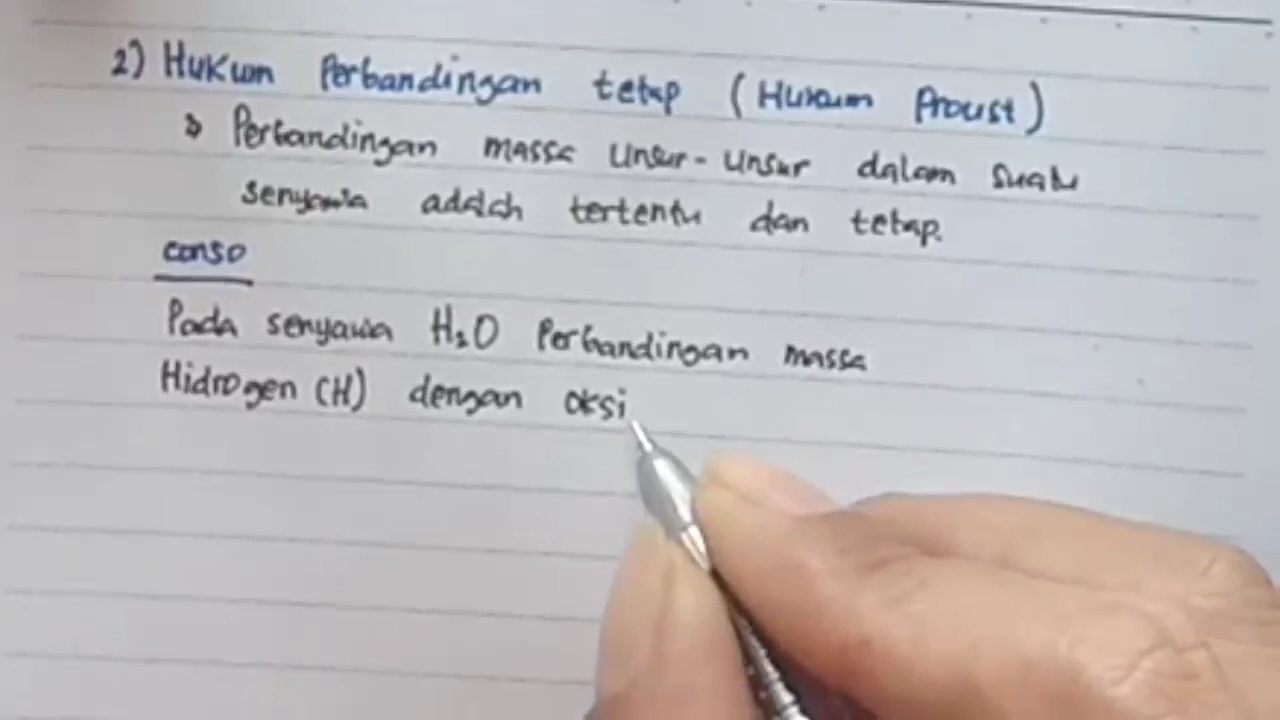 2) Hukum Perbandingan tetap (Hukum Proust)
Perbandingan massa unsur-unsur dalam suatu
senyawa adalah tertentu dan tetap.
conso
Pada senyawa H₂O Perbandingan massa
Hidrogen (H) dengan oksi